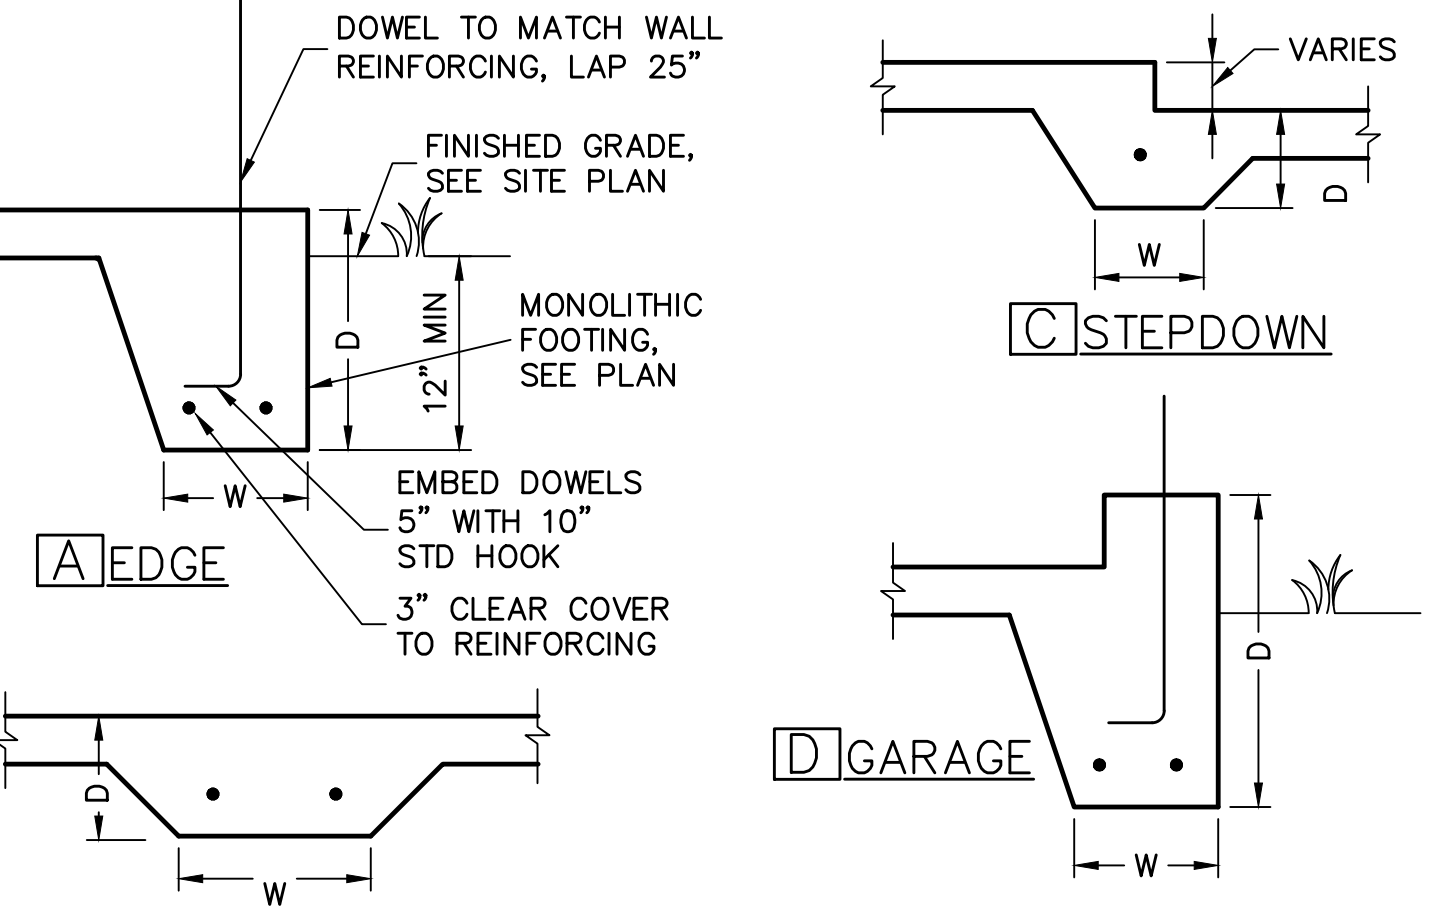 DOWEL TO MATCH WALL
REINFORCING, LAP 25”
FINISHED GRADE,
SEE SITE PLAN
D
12” MIN
MONOLITHIC
FOOTING,
SEE PLAN
W
EMBED DOWELS
5” WITH 10”
STD HOOK
3” CLEAR COVER
TO REINFORCING
A EDGE
D
W
VARIES
D
W
C STEPDOWN
D
W
D GARAGE